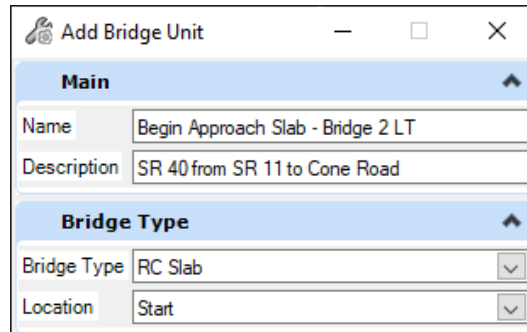 Add Bridge Unit
Main
Name Begin Approach Slab - Bridge 2 LT
Description SR 40 from SR 11 to Cone Road
Bridge Type
Bridge Type RC Slab
Location Start